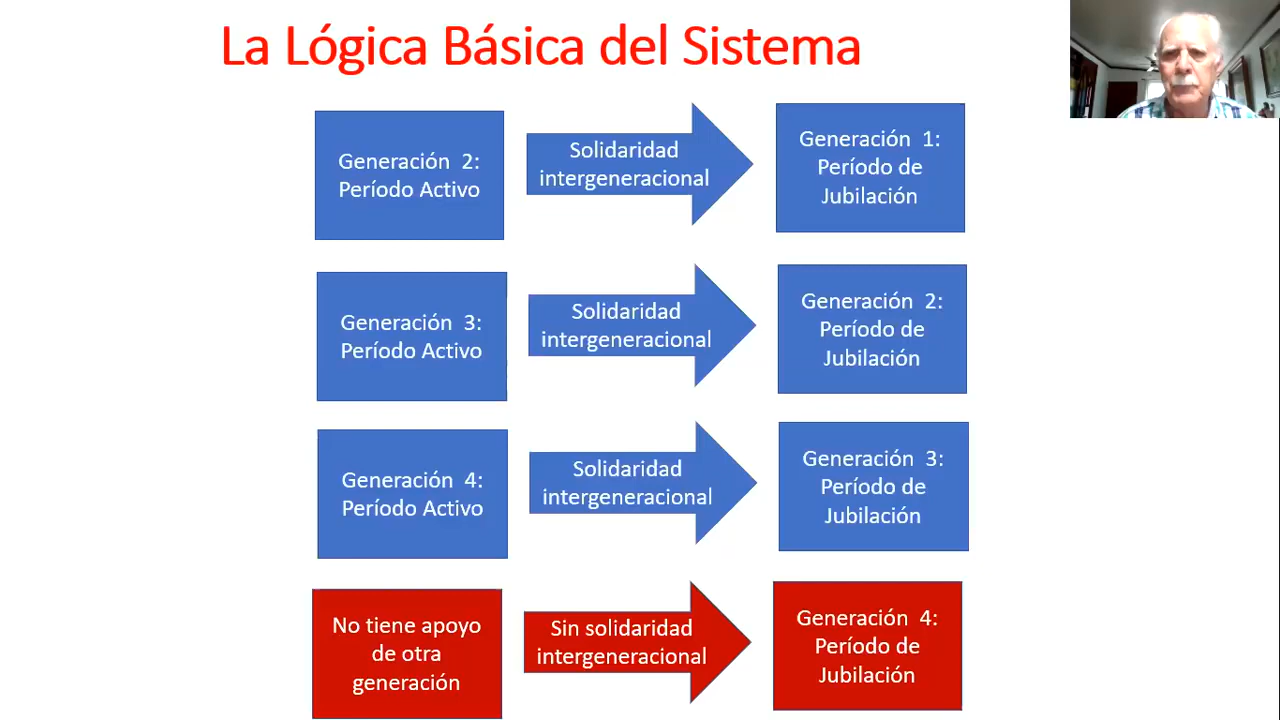 La Lógica Básica del Sistema
Generación 2:
Período Activo
Solidaridad
intergeneracional
Generación 1:
Período de
Jubilación
Generación 3:
Período Activo
Solidaridad
intergeneracional
Generación 2:
Período de
Jubilación
Generación 4:
Período Activo
Solidaridad
intergeneracional
Generación 3:
Período de
Jubilación
No tiene apoyo
de otra
generación
Sin solidaridad
intergeneracional
Generación 4:
Período de
Jubilación